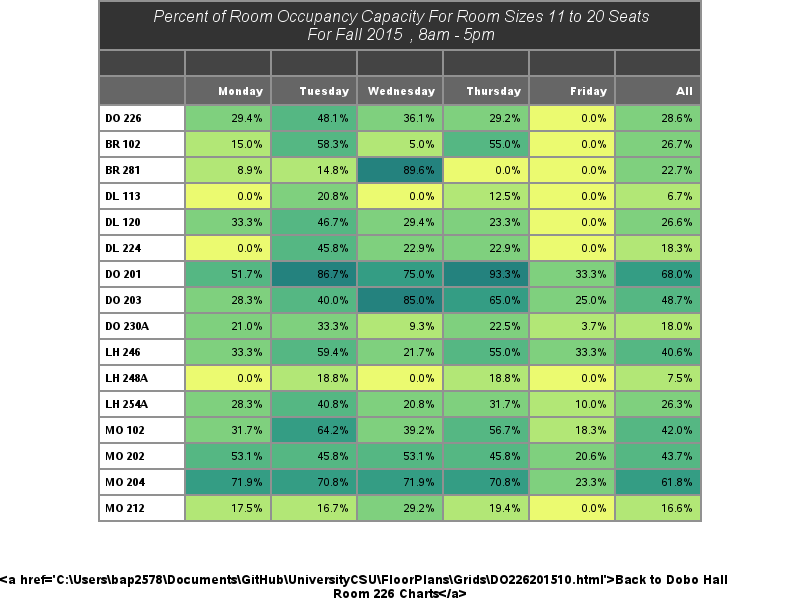 Percent of Room Occupancy Capacity For Room Sizes 11 to 20 Seats
For Fall 2015 , 8am - 5pm
Monday Tuesday Wednesday Thursday Friday All
DO 226 29.4% 48.1% 36.1% 29.2% 0.0% 28.6%
BR 102 15.0% 58.3% 5.0% 55.0% 0.0% 26.7%
BR 281 8.9% 14.8% 89.6% 0.0% 0.0% 22.7%
DL 113 0.0% 20.8% 0.0% 12.5% 0.0% 6.7%
DL 120 33.3% 46.7% 29.4% 23.3% 0.0% 26.6%
DL 224 0.0% 45.8% 22.9% 22.9% 0.0% 18.3%
DO 201 51.7% 86.7% 75.0% 93.3% 33.3% 68.0%
DO 203 28.3% 40.0% 85.0% 65.0% 25.0% 48.7%
DO 230A 21.0% 33.3% 9.3% 22.5% 3.7% 18.0%
LH 246 33.3% 59.4% 21.7% 55.0% 33.3% 40.6%
LH 248A 0.0% 18.8% 0.0% 18.8% 0.0% 7.5%
LH 254A 28.3% 40.8% 20.8% 31.7% 10.0% 26.3%
MO 102 31.7% 64.2% 39.2% 56.7% 18.3% 42.0%
MO 202 53.1% 45.8% 53.1% 45.8% 20.6% 43.7%
MO 204 71.9% 70.8% 71.9% 70.8% 23.3% 61.8%
MO 212 17.5% 16.7% 29.2% 19.4% 0.0% 16.6%
<a href='C:\Users\bap2578\Documents\GitHub\UniversityCSU\FloorPlans\Grids\DO226201510.html'>Back to Dobo Hall
Room 226 Charts</a>